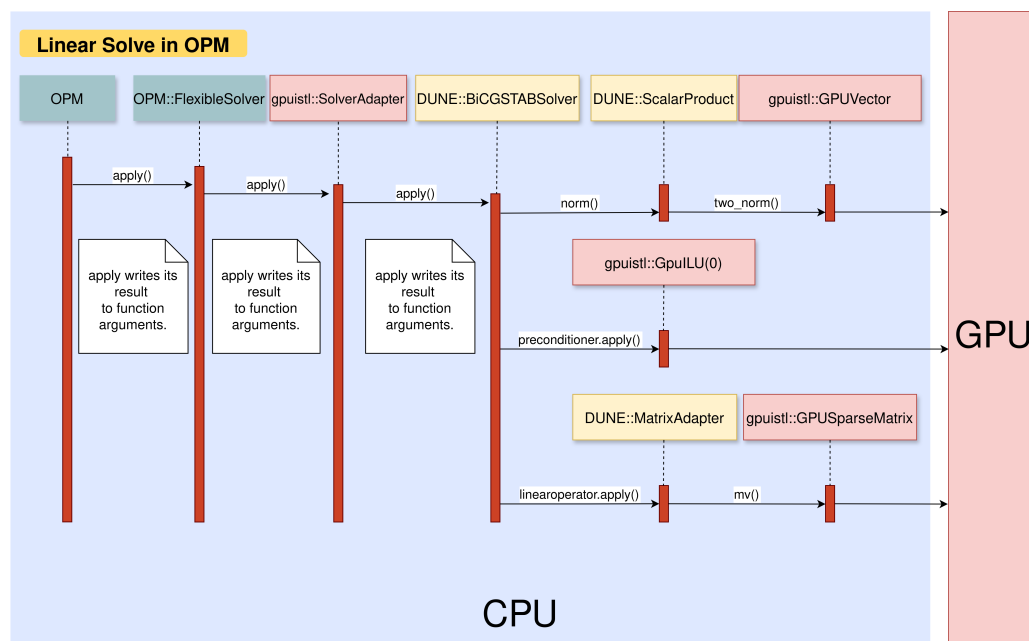 Linear Solve in OPM
OPM
OPM::FlexibleSolver
gpuistl::SolverAdapter
DUNE::BiCGSTABSolver
DUNE::ScalarProduct
gpuistl::GPUVector
apply()
apply()
apply()
norm()
two_norm()
apply writes its
result
to function
arguments.
apply writes its
result
to function
arguments.
apply writes its
result
to function
arguments.
gpuistl::GpuILU(0)
preconditioner.apply()
GPU
DUNE::MatrixAdapter
gpuistl::GPUSparseMatrix
linearoperator.apply()
mv()
CPU